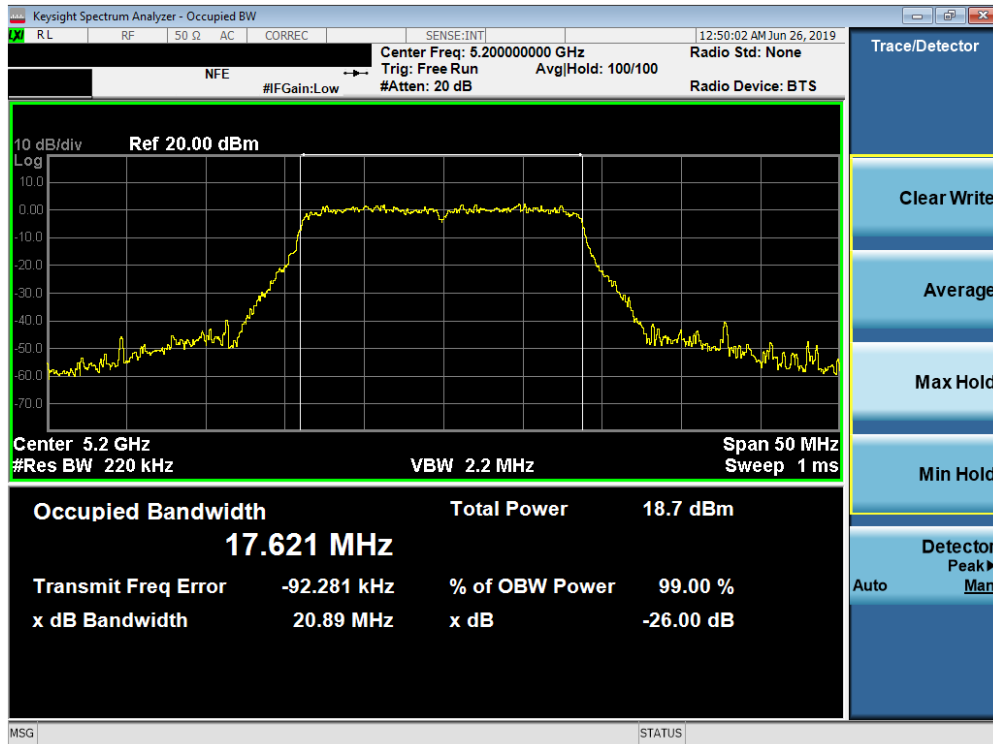 Keysight Spectrum Analyzer - Occupied BW
LXI RL RF 50 Ω AC CORREC SENSE:INT 12:50:02 AM Jun 26, 2019
Center Freq: 5.200000000 GHz Radio Std: None
NFE Trig: Free Run Avg|Hold: 100/100
#IFGain:Low #Atten: 20 dB Radio Device: BTS
Trace/Detector
10 dB/div Ref 20.00 dBm
Log
10.0
0.00
-10.0
-20.0
-30.0
-40.0
-50.0
-60.0
-70.0
Center 5.2 GHz Span 50 MHz
#Res BW 220 kHz VBW 2.2 MHz Sweep 1 ms
Occupied Bandwidth Total Power 18.7 dBm
17.621 MHz
Transmit Freq Error -92.281 kHz % of OBW Power 99.00 %
x dB Bandwidth 20.89 MHz x dB -26.00 dB
Clear Write
Average
Max Hold
Min Hold
Detector
Peak
Auto Man
MSG STATUS